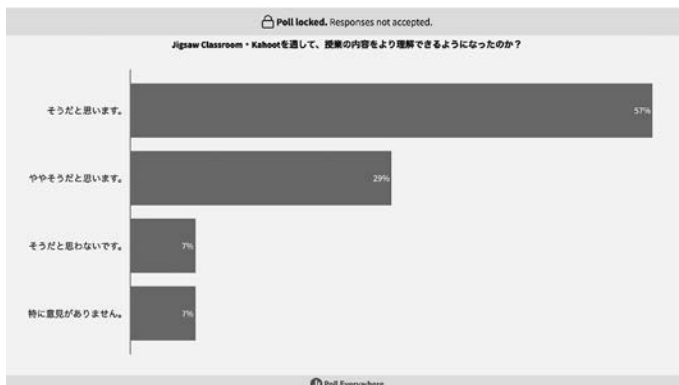 Poll locked. Responses not accepted.
Jigsaw Classroom・Kahootを通して、授業の内容をより理解できるようになったのか？
そうだと思います。
57%
ややそうだと思います。
29%
そうだと思わないです。
7%
特に意見がありません。
7%
Poll Everywhere